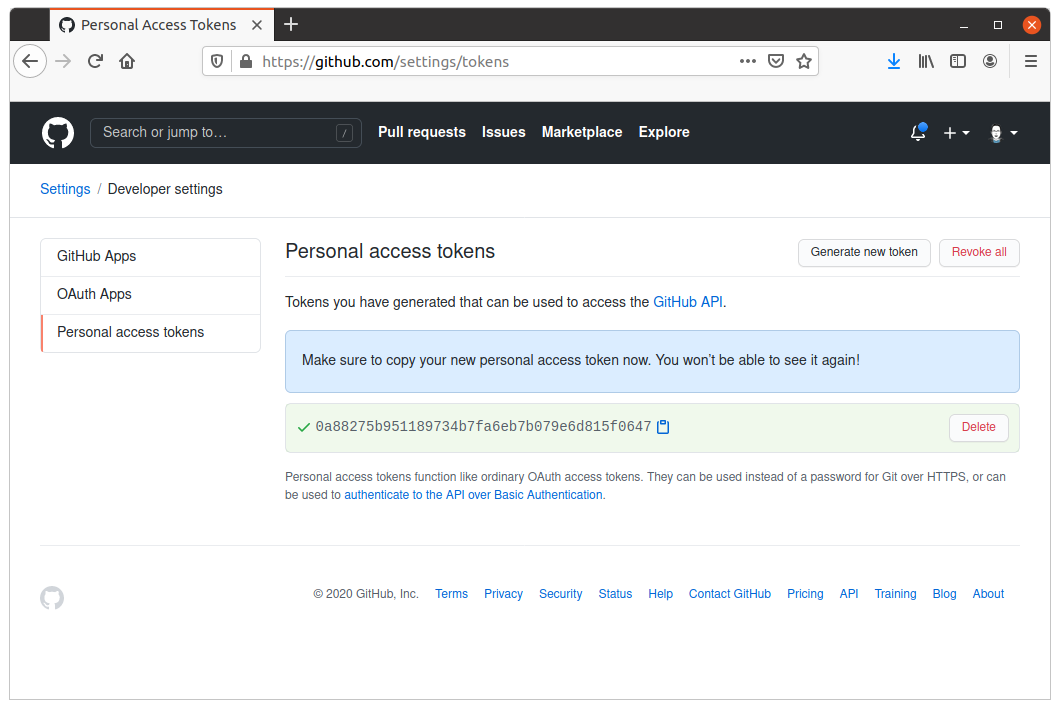 Personal Access Tokens
https://github.com/settings/tokens
Search or jump to…
/
Pull requests Issues Marketplace Explore
Settings / Developer settings
GitHub Apps
OAuth Apps
Personal access tokens
Personal access tokens
Generate new token
Revoke all
Tokens you have generated that can be used to access the GitHub API.
Make sure to copy your new personal access token now. You won’t be able to see it again!
0a88275b951189734b7fa6eb7b079e6d815f0647
Delete
Personal access tokens function like ordinary OAuth access tokens. They can be used instead of a password for Git over HTTPS, or can
be used to authenticate to the API over Basic Authentication.
© 2020 GitHub, Inc. Terms Privacy Security Status Help Contact GitHub Pricing API Training Blog About